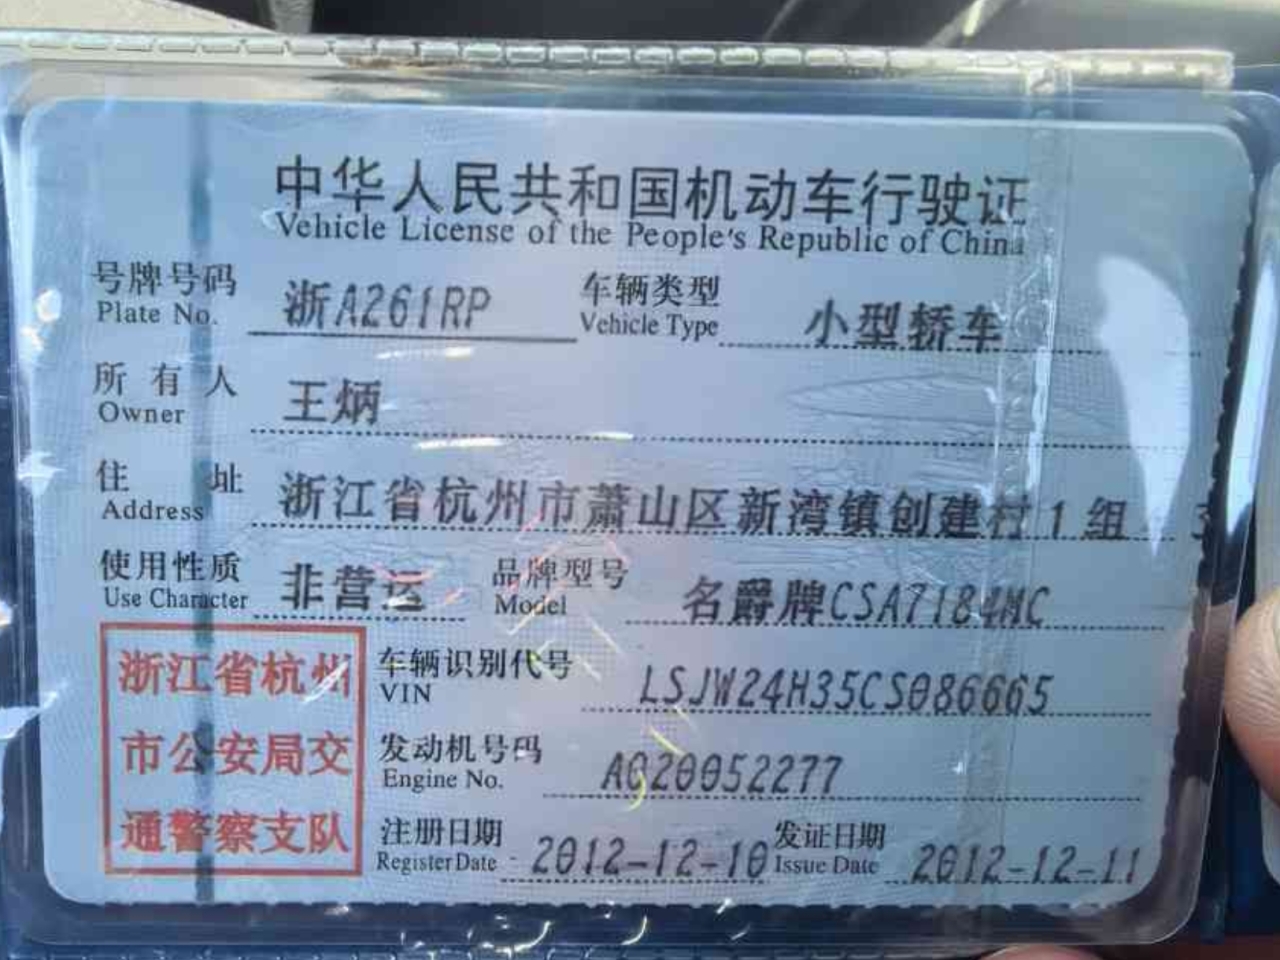 中华人民共和国机动车行驶证
Vehicle License of the People's Republic of China
号牌号码 浙A261RP 车辆类型 小型轿车
Plate No. Vehicle Type
所有人 王炳
Owner
住址 浙江省杭州市萧山区新湾镇创建村1组
Address
使用性质 非营运 品牌型号 名爵牌CSA7184MC
Use Character Model
浙江省杭州
市公安局交
通警察支队
车辆识别代号 LSJW24H35CS086665
VIN
发动机号码 AQ20052277
Engine No.
注册日期 2012-12-10 发证日期 2012-12-11
Register Date Issue Date